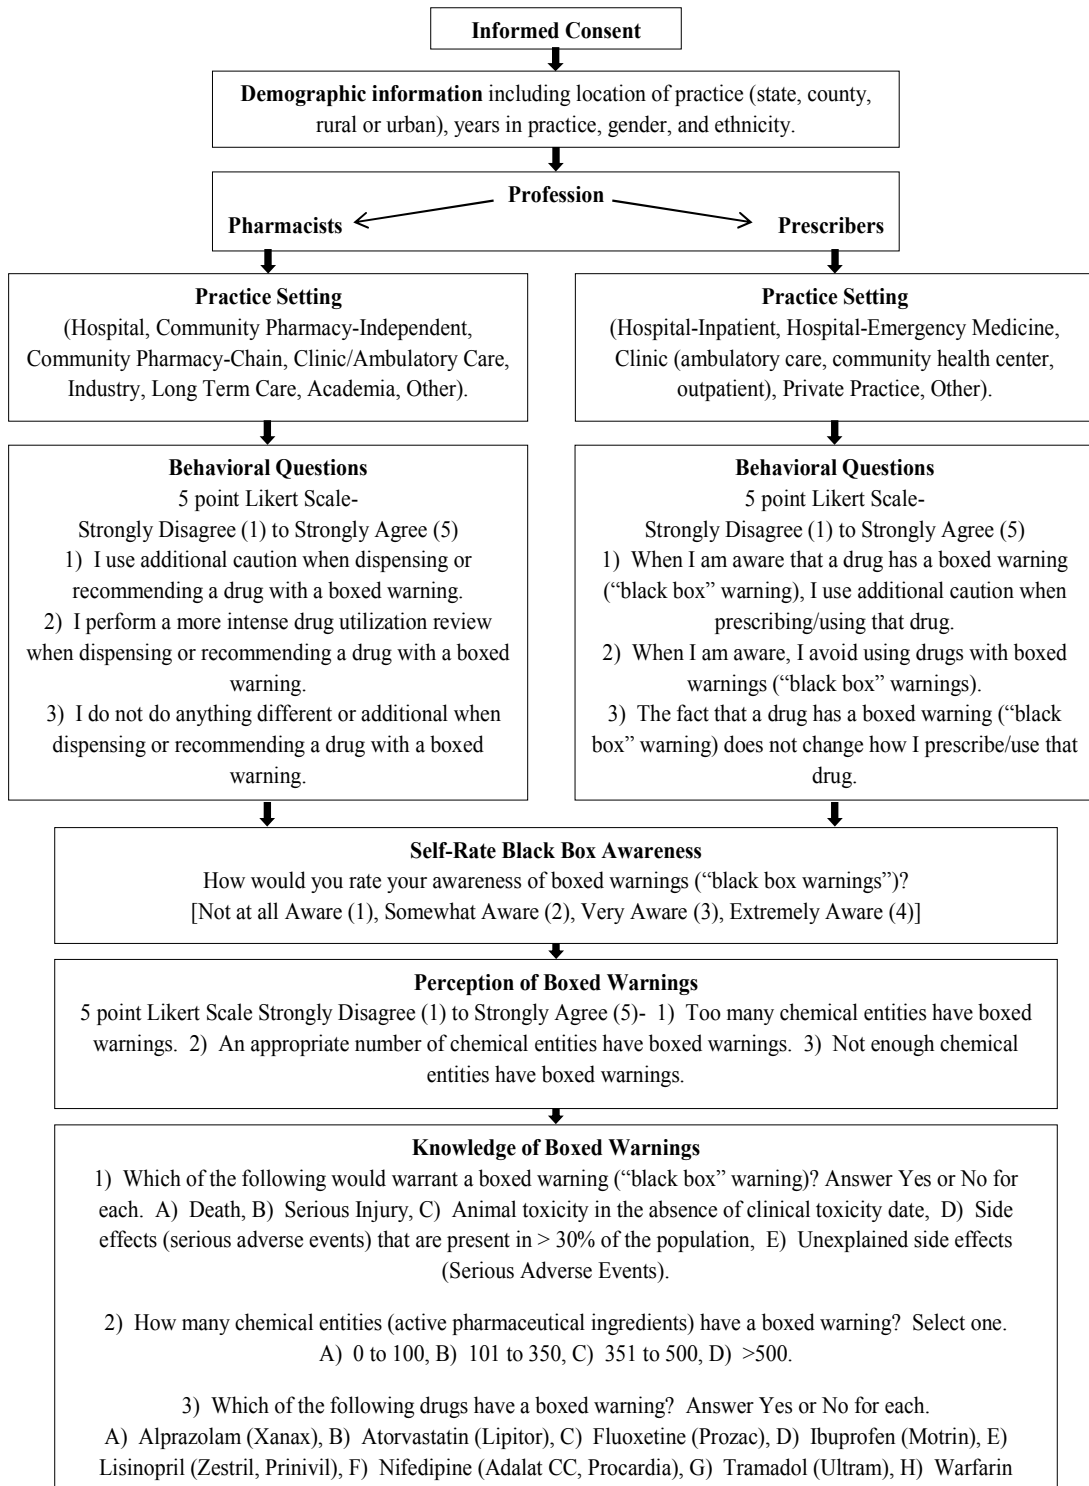 Informed Consent
Demographic information including location of practice (state, county,
rural or urban), years in practice, gender, and ethnicity.
Profession
Pharmacists
Prescribers
Practice Setting
(Hospital, Community Pharmacy-Independent,
Community Pharmacy-Chain, Clinic/Ambulatory Care,
Industry, Long Term Care, Academia, Other).
Practice Setting
(Hospital-Inpatient, Hospital-Emergency Medicine,
Clinic (ambulatory care, community health center,
outpatient), Private Practice, Other).
Behavioral Questions
5 point Likert Scale-
Strongly Disagree (1) to Strongly Agree (5)
1) I use additional caution when dispensing or
recommending a drug with a boxed warning.
2) I perform a more intense drug utilization review
when dispensing or recommending a drug with a boxed
warning.
3) I do not do anything different or additional when
dispensing or recommending a drug with a boxed
warning.
Behavioral Questions
5 point Likert Scale-
Strongly Disagree (1) to Strongly Agree (5)
1) When I am aware that a drug has a boxed warning
(“black box” warning), I use additional caution when
prescribing/using that drug.
2) When I am aware, I avoid using drugs with boxed
warnings (“black box” warnings).
3) The fact that a drug has a boxed warning (“black
box” warning) does not change how I prescribe/use that
drug.
Self-Rate Black Box Awareness
How would you rate your awareness of boxed warnings (“black box warnings”)?
[Not at all Aware (1), Somewhat Aware (2), Very Aware (3), Extremely Aware (4)]
Perception of Boxed Warnings
5 point Likert Scale Strongly Disagree (1) to Strongly Agree (5)- 1) Too many chemical entities have boxed
warnings. 2) An appropriate number of chemical entities have boxed warnings. 3) Not enough chemical
entities have boxed warnings.
Knowledge of Boxed Warnings
1) Which of the following would warrant a boxed warning (“black box” warning)? Answer Yes or No for
each. A) Death, B) Serious Injury, C) Animal toxicity in the absence of clinical toxicity date, D) Side
effects (serious adverse events) that are present in > 30% of the population, E) Unexplained side effects
(Serious Adverse Events).
2) How many chemical entities (active pharmaceutical ingredients) have a boxed warning? Select one.
A) 0 to 100, B) 101 to 350, C) 351 to 500, D) >500.
3) Which of the following drugs have a boxed warning? Answer Yes or No for each.
A) Alprazolam (Xanax), B) Atorvastatin (Lipitor), C) Fluoxetine (Prozac), D) Ibuprofen (Motrin), E)
Lisinopril (Zestril, Prinivil), F) Nifedipine (Adalat CC, Procardia), G) Tramadol (Ultram), H) Warfarin